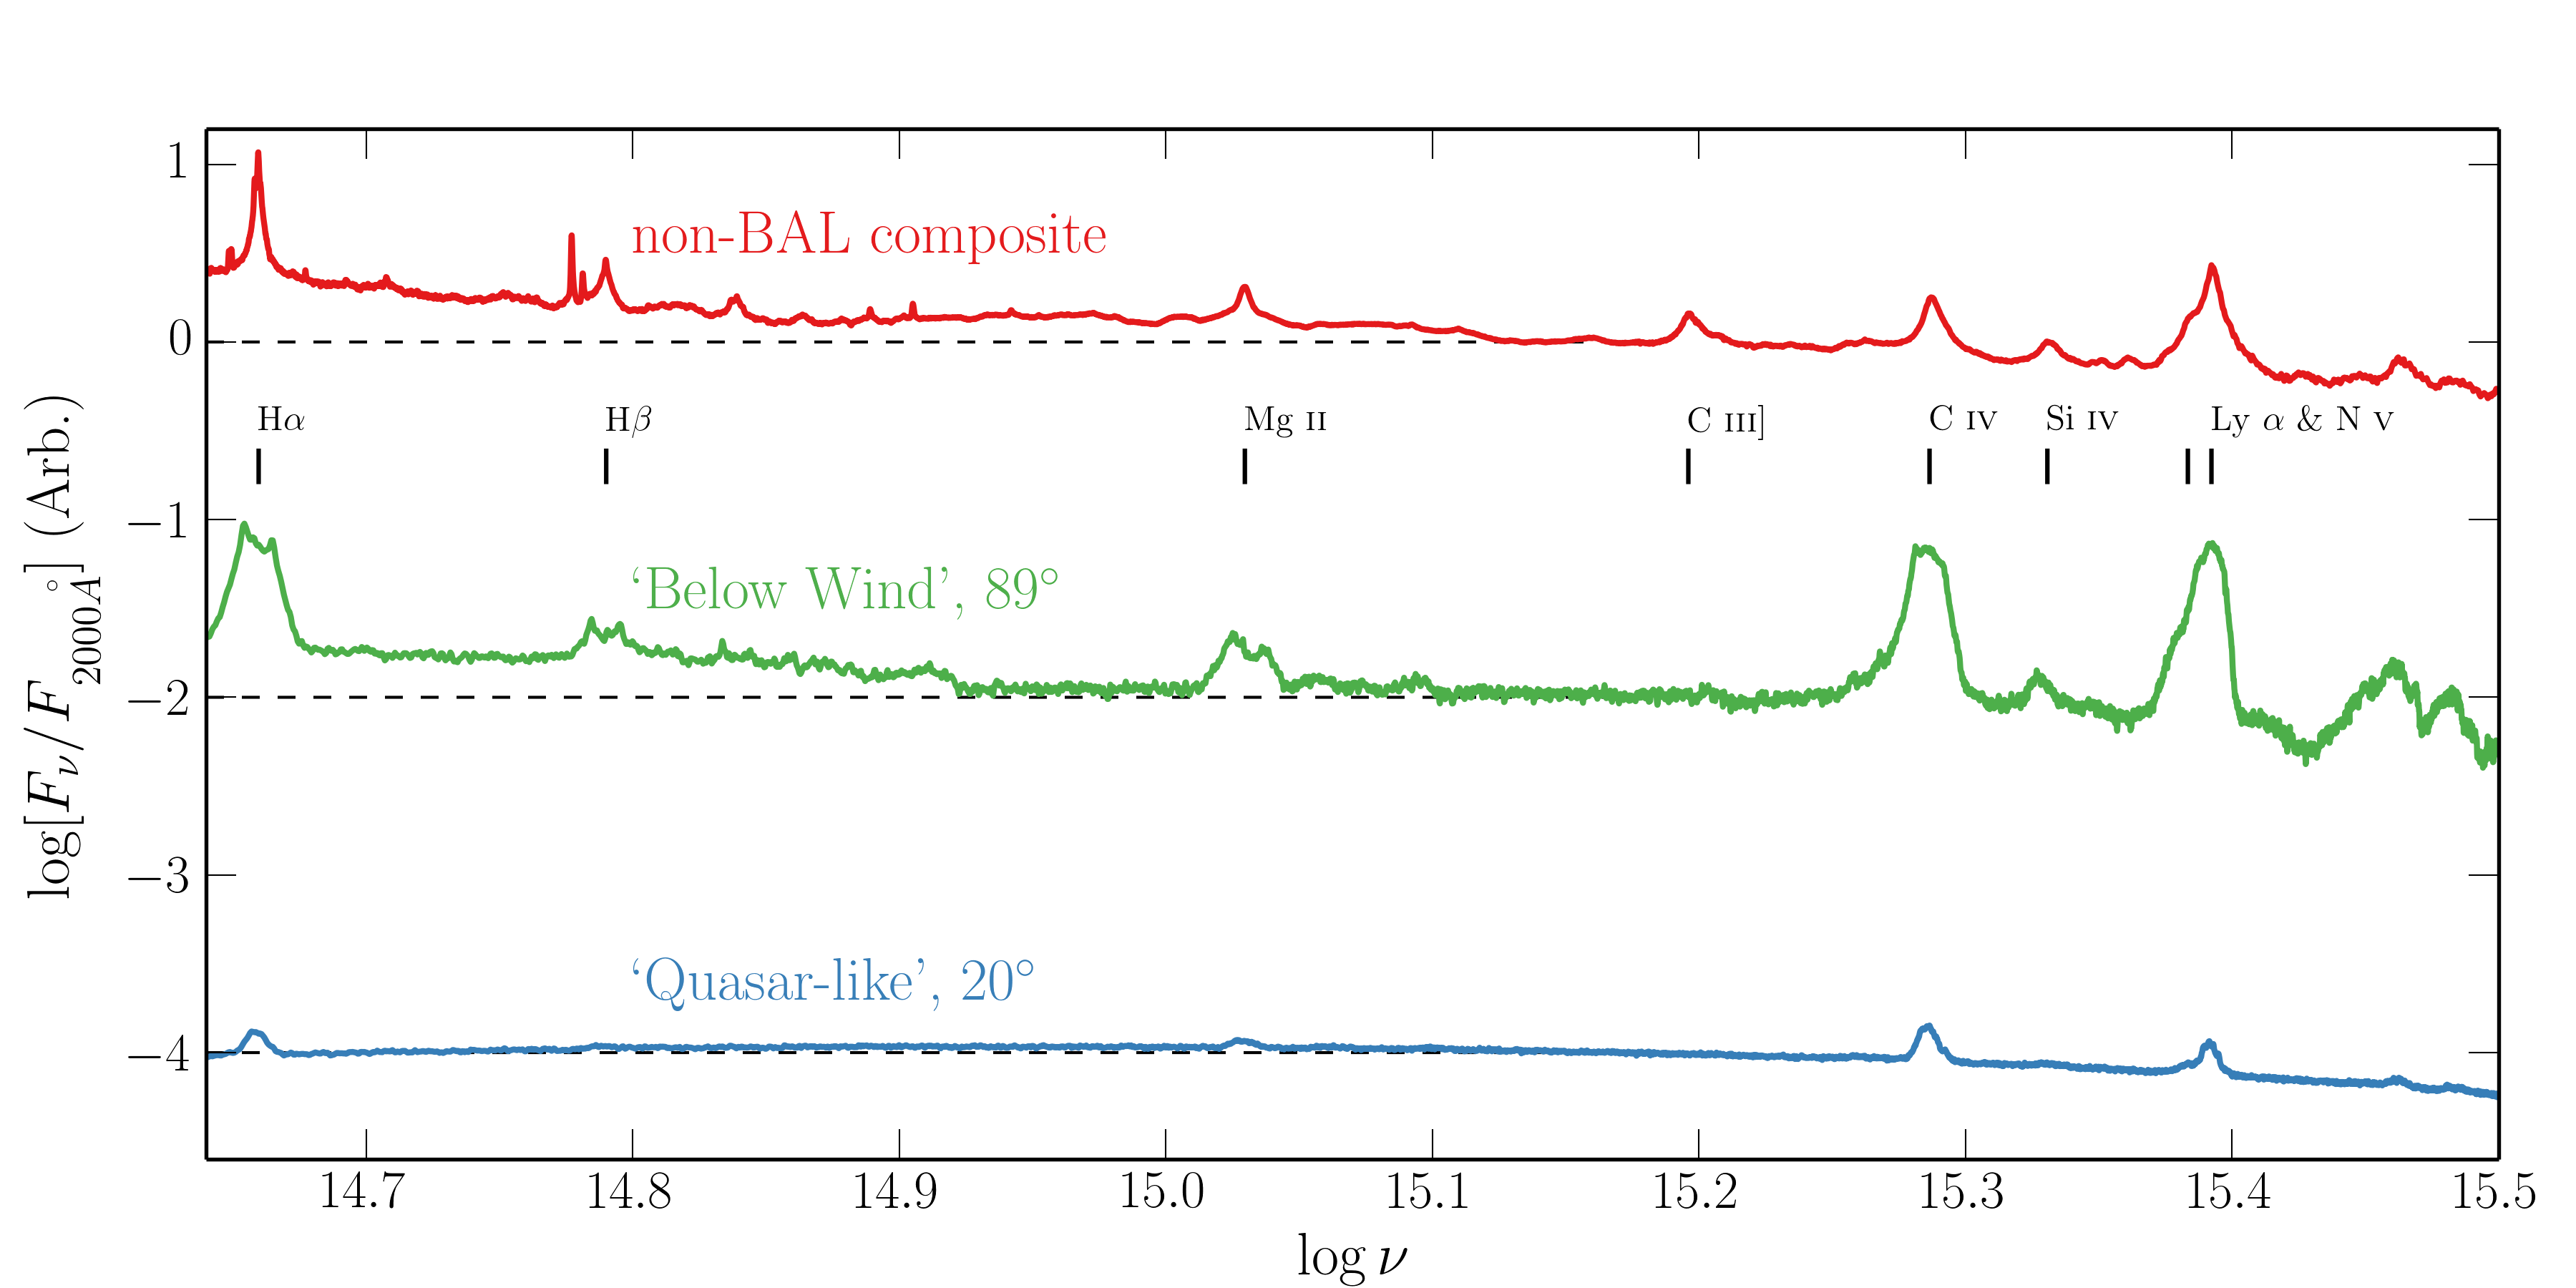 1
non-BAL composite
0
Hα
Hβ
Mg II
C III]
C IV
Si IV
Ly α & N V
−1
‘Below Wind’, 89°
−2
−3
‘Quasar-like’, 20°
−4
log[Fν/F2000Å] (Arb.)
14.7 14.8 14.9 15.0 15.1 15.2 15.3 15.4 15.5
log ν